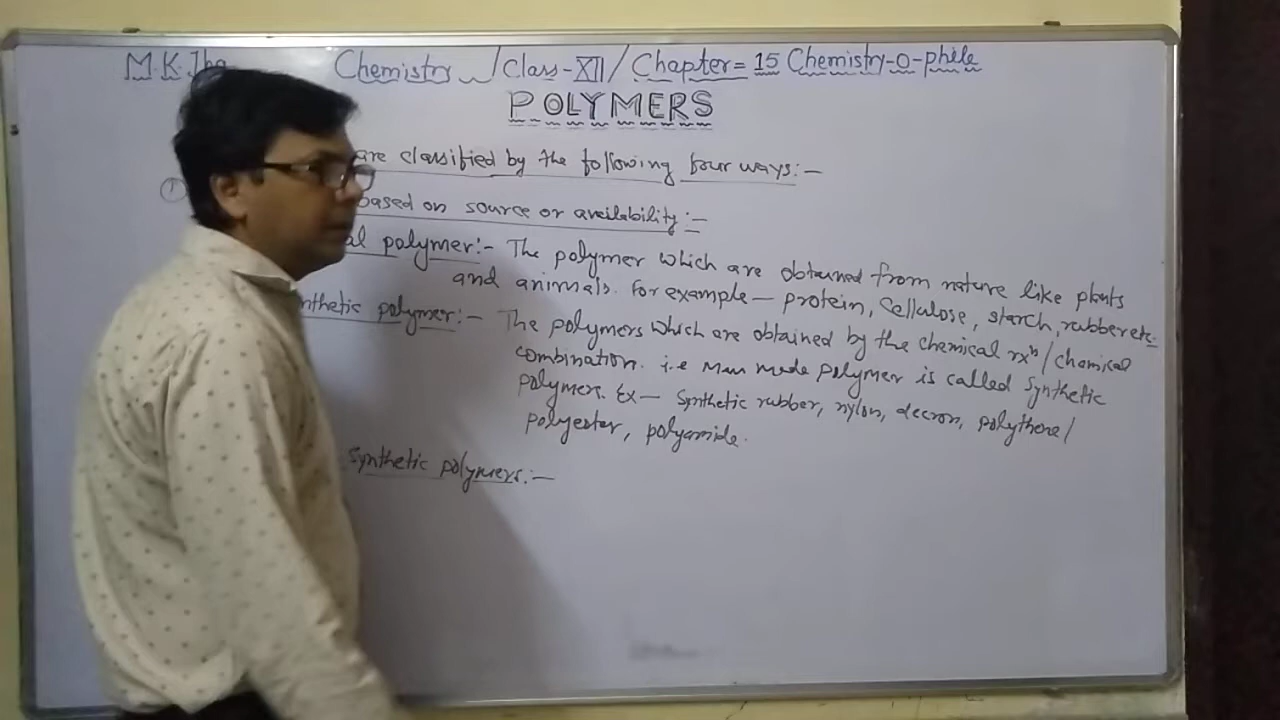 M.K.Jha Chemistry /Class-XII/ Chapter= 15 Chemistry-O-phile
POLYMERS
are classified by the following four ways:-
① based on source or availability:-
al polymer:- The polymer which are obtained from nature like plants
and animals. For example- protein, Cellulose, starch, rubber etc.
nthetic polymer:- The polymers which are obtained by the chemical rxn/chemical
combination. i.e Man made polymer is called Synthetic
polymer. Ex- Synthetic rubber, nylon, decron, polythene/
polyester, polyamide.
Synthetic polymers:-